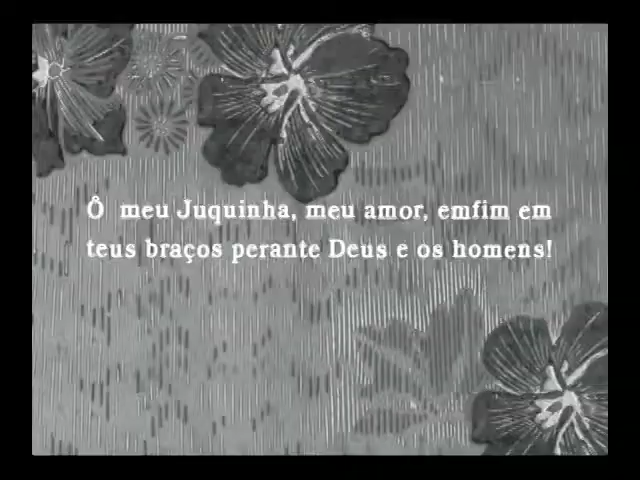 Ô meu Juquinha, meu amor, emfim em
teus braços perante Deus e os homens!